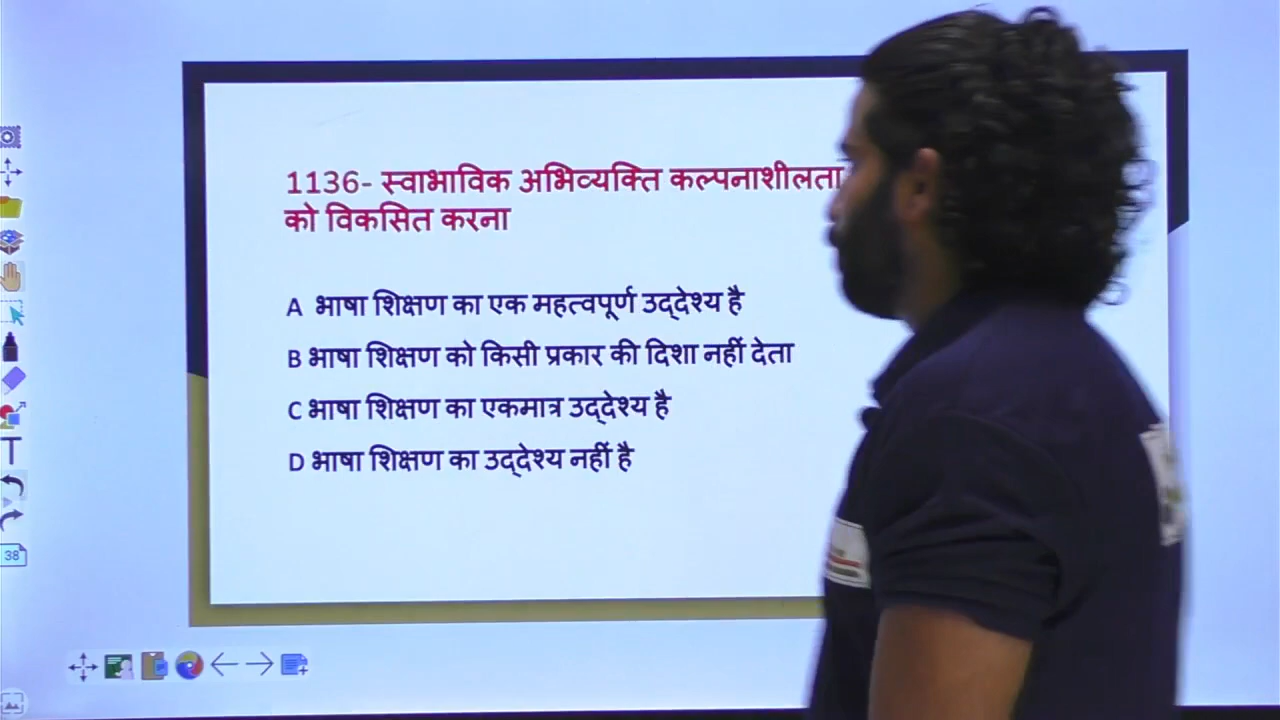 1136- स्वाभाविक अभिव्यक्ति कल्पनाशीलता
को विकसित करना
A भाषा शिक्षण का एक महत्वपूर्ण उद्देश्य है
B भाषा शिक्षण को किसी प्रकार की दिशा नहीं देता
C भाषा शिक्षण का एकमात्र उद्देश्य है
D भाषा शिक्षण का उद्देश्य नहीं है
T
38